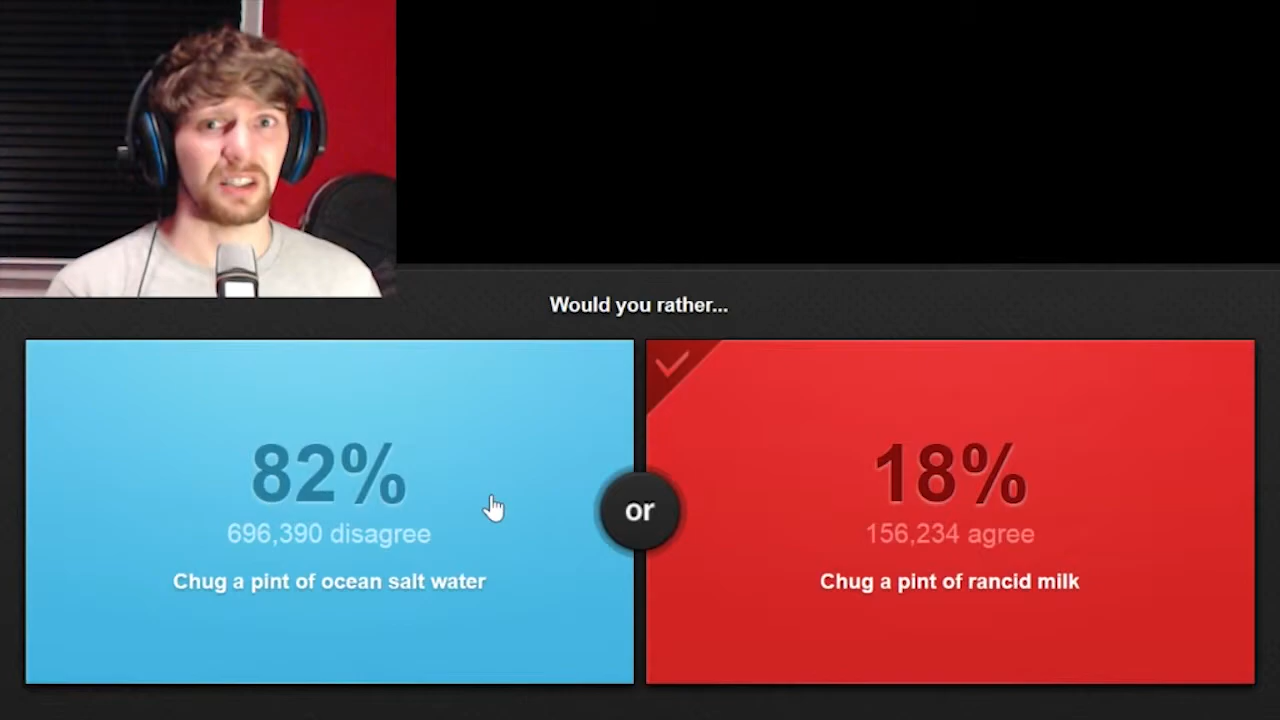 Would you rather...
82%
696,390 disagree
Chug a pint of ocean salt water
or
18%
156,234 agree
Chug a pint of rancid milk